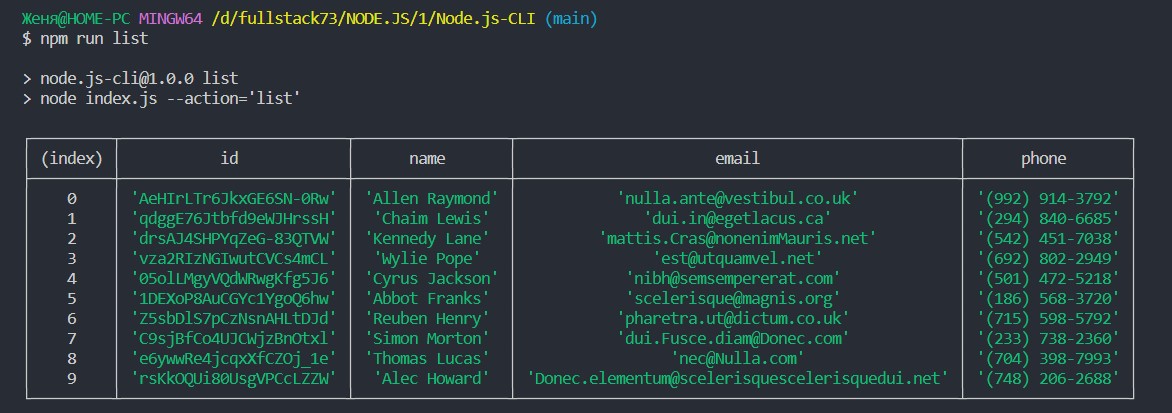 Женя@HOME-PC MINGW64 /d/fullstack73/NODE.JS/1/Node.js-CLI (main)
$ npm run list
> node.js-cli@1.0.0 list
> node index.js --action='list'
(index) id name email phone
0 'AeHIrLTr6JkxGE6SN-0Rw' 'Allen Raymond' 'nulla.ante@vestibul.co.uk' '(992) 914-3792'
1 'qdggE76Jtbfd9eWJHrssH' 'Chaim Lewis' 'dui.in@egetlacus.ca' '(294) 840-6685'
2 'drsAJ4SHPYqZeG-83QTVW' 'Kennedy Lane' 'mattis.Cras@nonenimMauris.net' '(542) 451-7038'
3 'vza2RIzNGIwutCVCs4mCL' 'Wylie Pope' 'est@utquamvel.net' '(692) 802-2949'
4 '05olLMgyVQdWRwgKfg5J6' 'Cyrus Jackson' 'nibh@semsempererat.com' '(501) 472-5218'
5 '1DEXoP8AuCGYc1YgoQ6hw' 'Abbot Franks' 'scelerisque@magnis.org' '(186) 568-3720'
6 'Z5sbDlS7pCzNsnAHLtDJd' 'Reuben Henry' 'pharetra.ut@dictum.co.uk' '(715) 598-5792'
7 'C9sjBfCo4UJCWjzBnOtxl' 'Simon Morton' 'dui.Fusce.diam@Donec.com' '(233) 738-2360'
8 'e6ywwRe4jcqxXfCZOj_1e' 'Thomas Lucas' 'nec@Nulla.com' '(704) 398-7993'
9 'rsKkOQUi80UsgVPCcLZZW' 'Alec Howard' 'Donec.elementum@scelerisquescelerisquedui.net' '(748) 206-2688'